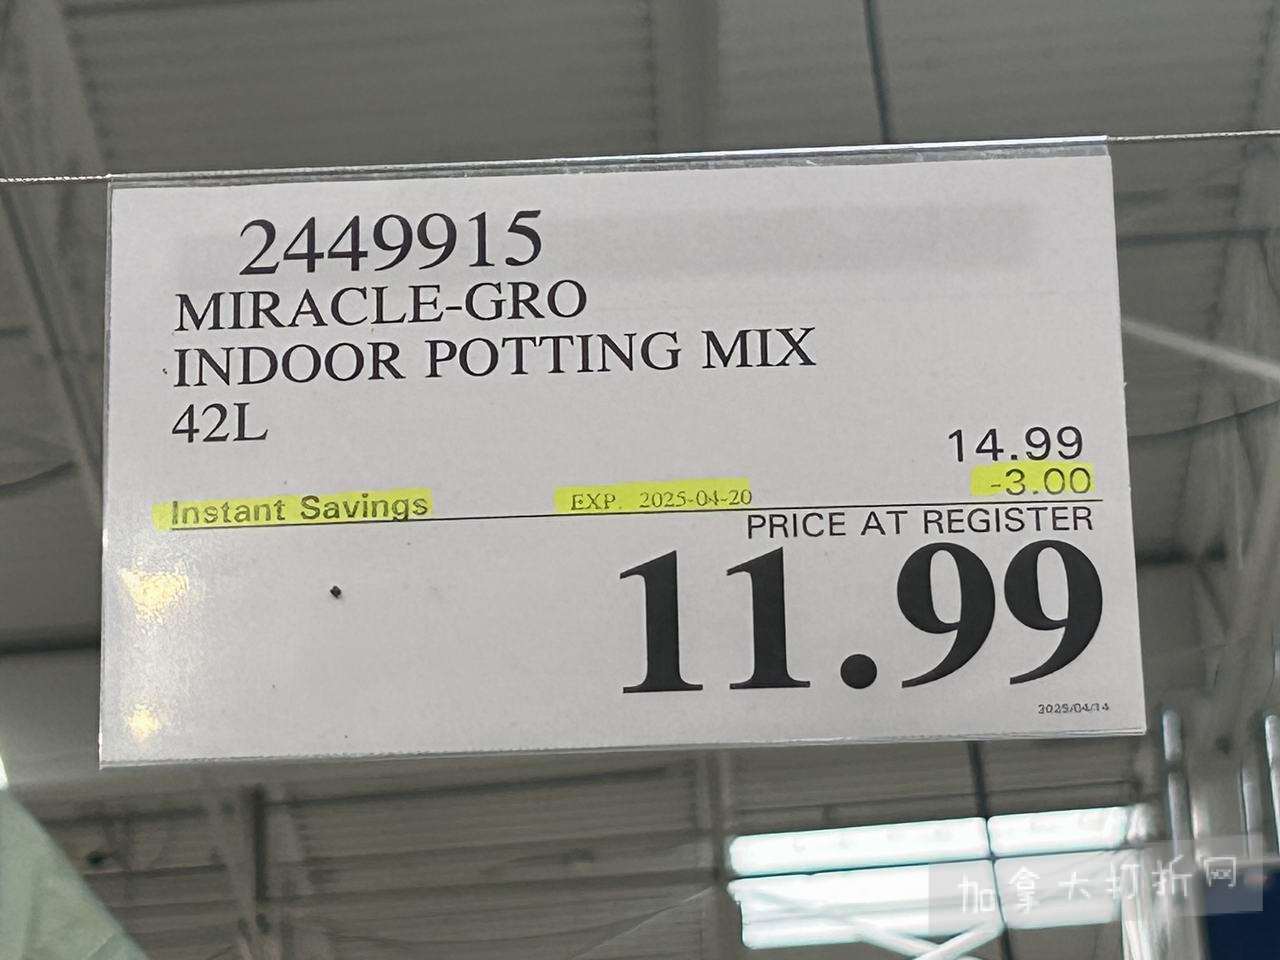 2449915
MIRACLE-GRO
INDOOR POTTING MIX
42L
14.99
-3.00
Instant Savings EXP. 2025-04-20
PRICE AT REGISTER
11.99
2025/04/14
加拿大打折网